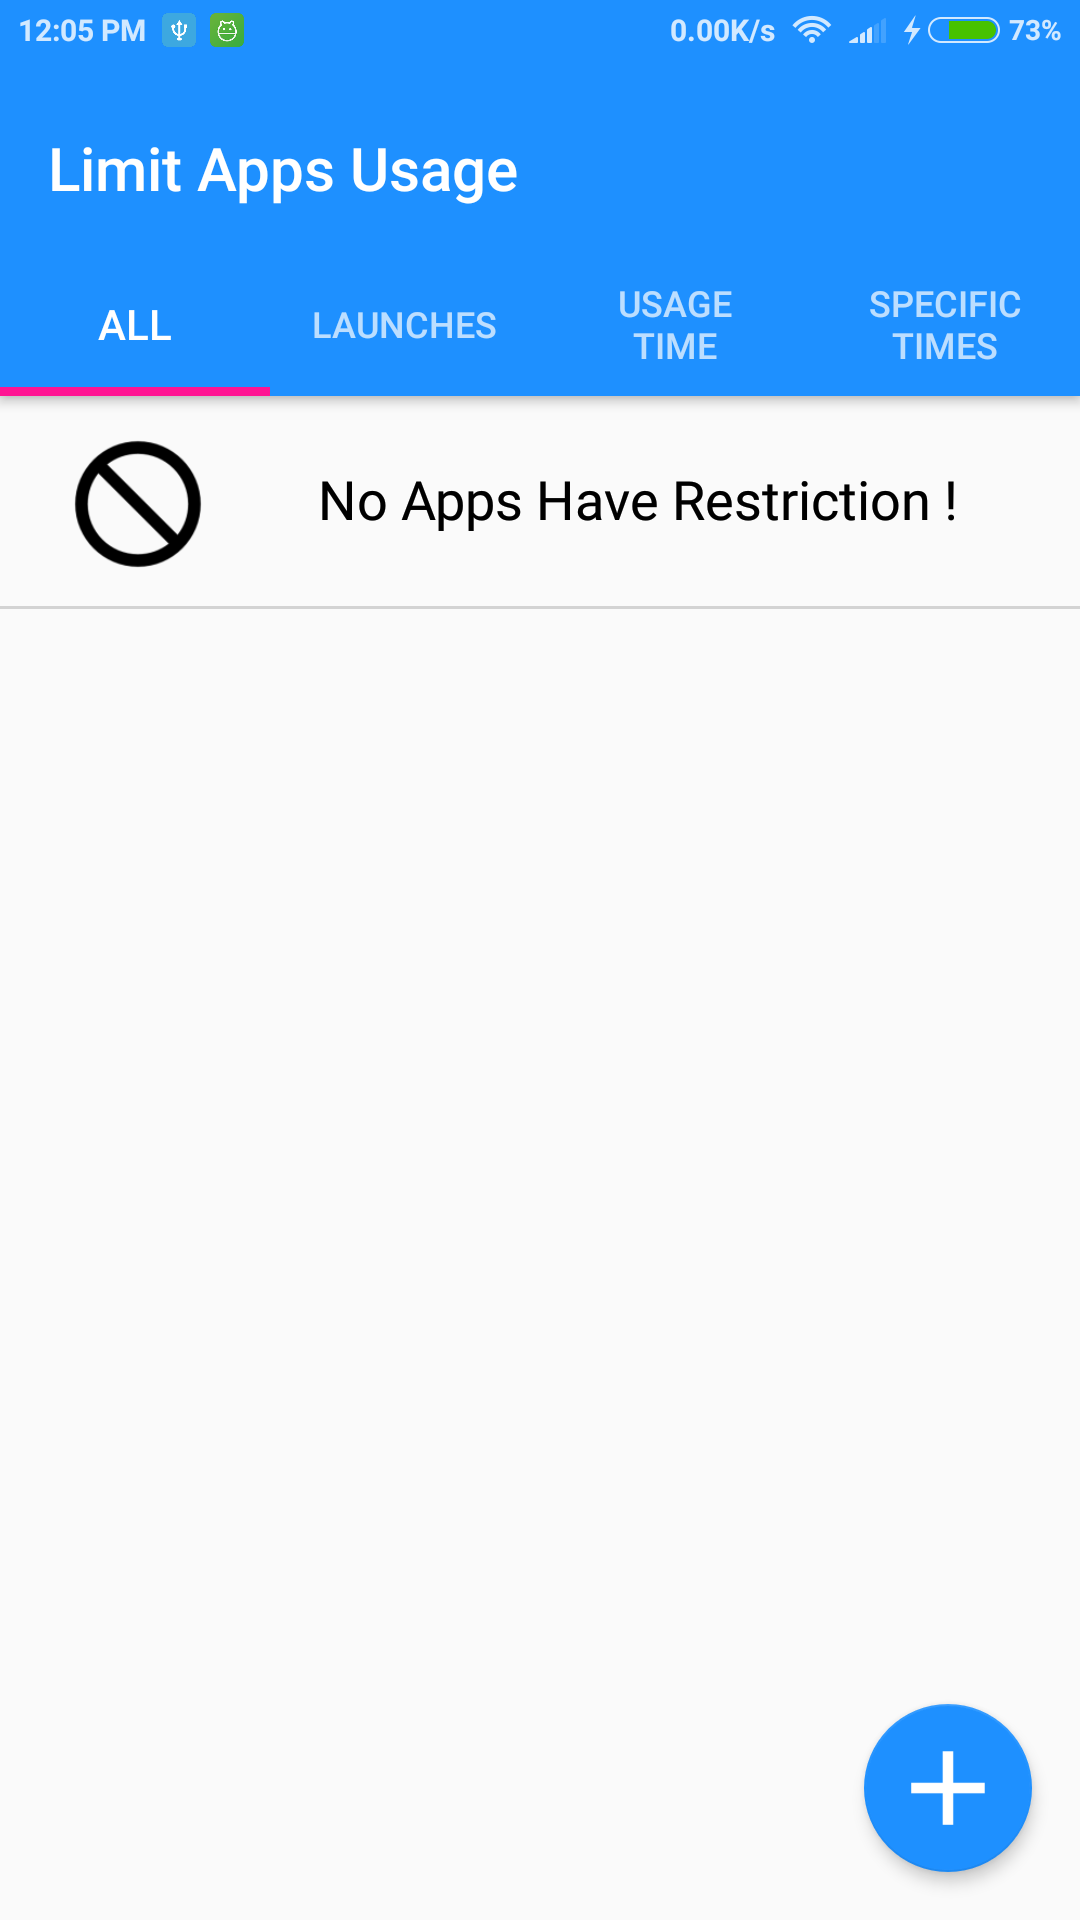 12:05 PM 0.00K/s 73%
Limit Apps Usage
ALL LAUNCHES USAGE TIME SPECIFIC TIMES
No Apps Have Restriction !